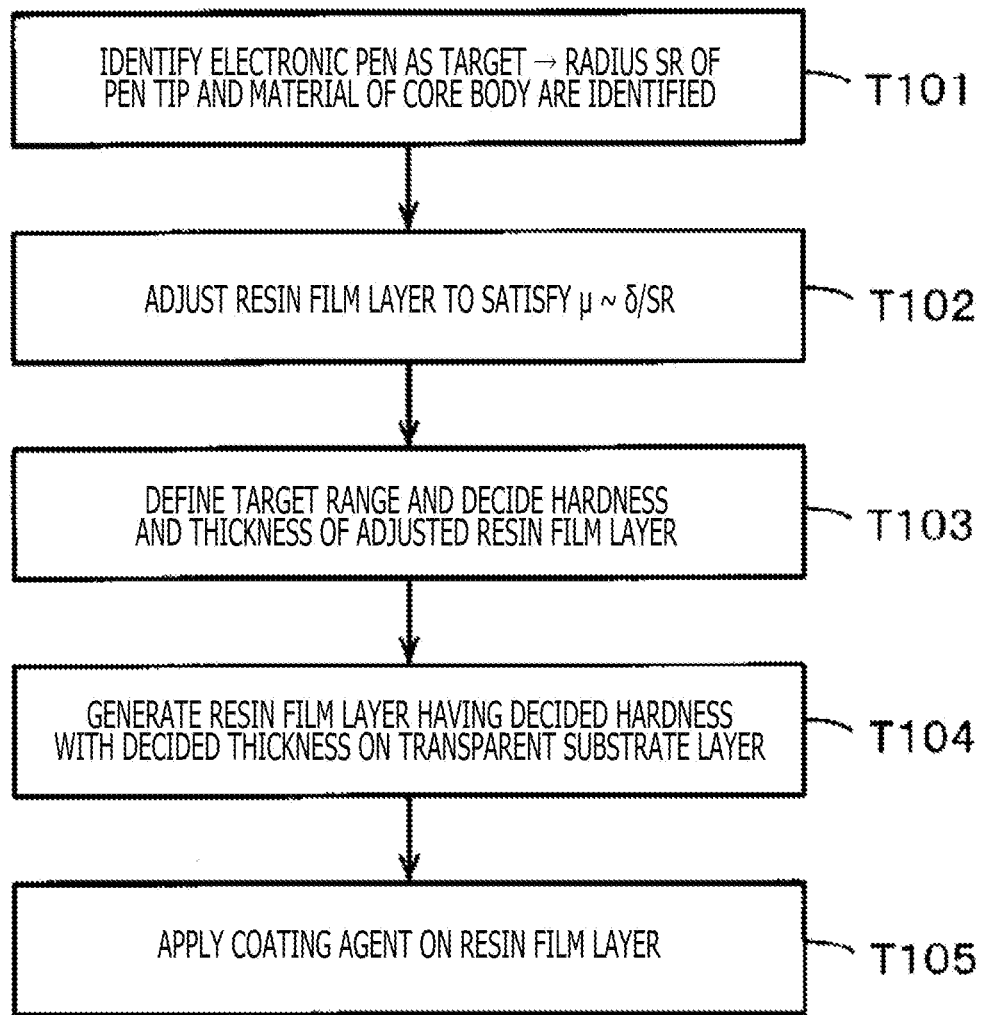 IDENTIFY ELECTRONIC PEN AS TARGET → RADIUS SR OF
PEN TIP AND MATERIAL OF CORE BODY ARE IDENTIFIED
T101
ADJUST RESIN FILM LAYER TO SATISFY μ ~ δ/SR
T102
DEFINE TARGET RANGE AND DECIDE HARDNESS
AND THICKNESS OF ADJUSTED RESIN FILM LAYER
T103
GENERATE RESIN FILM LAYER HAVING DECIDED HARDNESS
WITH DECIDED THICKNESS ON TRANSPARENT SUBSTRATE LAYER
T104
APPLY COATING AGENT ON RESIN FILM LAYER
T105